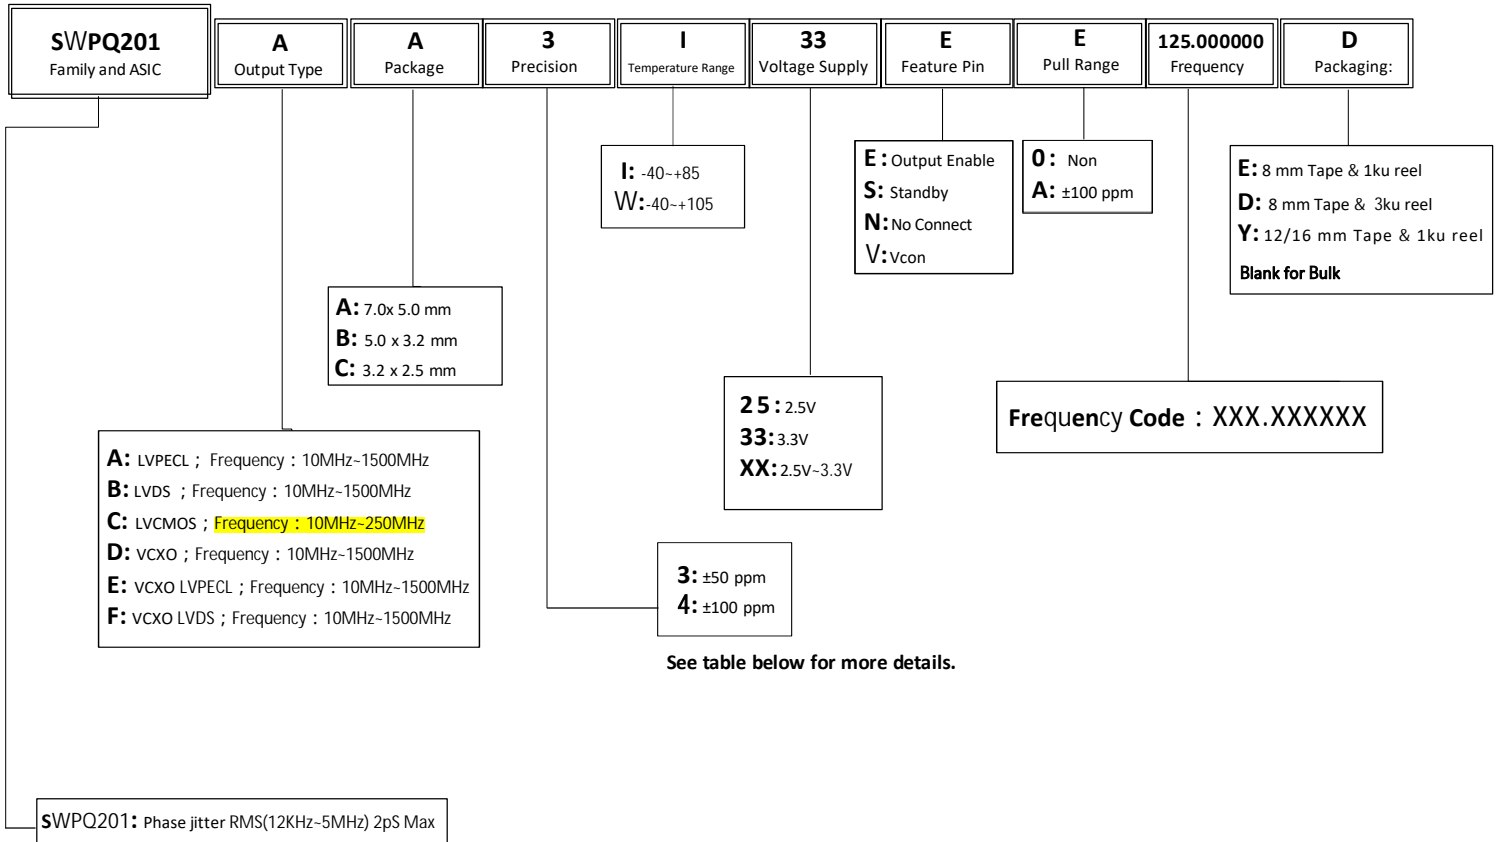 SWPQ201
Family and ASIC
A
Output Type
A
Package
3
Precision
I
Temperature Range
33
Voltage Supply
E
Feature Pin
E
Pull Range
125.000000
Frequency
D
Packaging:
I: -40~+85
W:-40~+105
E: Output Enable
S: Standby
N: No Connect
V: Vcon
0: Non
A: ±100 ppm
E: 8 mm Tape & 1ku reel
D: 8 mm Tape & 3ku reel
Y: 12/16 mm Tape & 1ku reel
Blank for Bulk
A: 7.0x 5.0 mm
B: 5.0 x 3.2 mm
C: 3.2 x 2.5 mm
25: 2.5V
33: 3.3V
XX: 2.5V~3.3V
Frequency Code : XXX.XXXXXX
A: LVPECL ; Frequency : 10MHz~1500MHz
B: LVDS ; Frequency : 10MHz~1500MHz
C: LVCMOS ; Frequency : 10MHz~250MHz
D: VCXO ; Frequency : 10MHz~1500MHz
E: VCXO LVPECL ; Frequency : 10MHz~1500MHz
F: VCXO LVDS ; Frequency : 10MHz~1500MHz
3: ±50 ppm
4: ±100 ppm
See table below for more details.
SWPQ201: Phase jitter RMS(12KHz~5MHz) 2pS Max